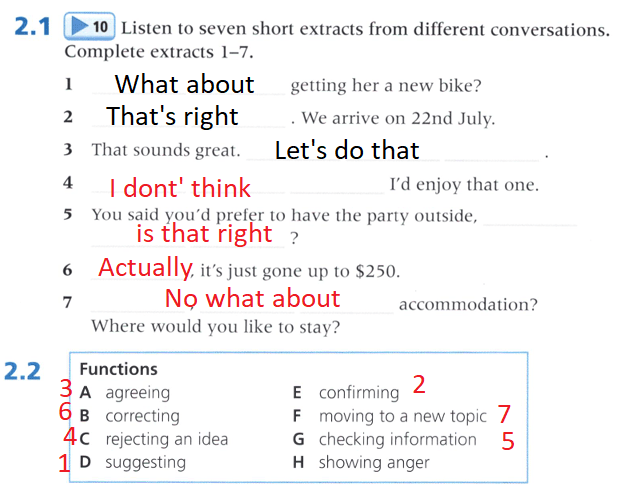 2.1 10 Listen to seven short extracts from different conversations.
Complete extracts 1–7.
1 What about getting her a new bike?
2 That's right . We arrive on 22nd July.
3 That sounds great. Let's do that .
4 I dont' think I'd enjoy that one.
5 You said you'd prefer to have the party outside,
is that right ?
6 Actually, it's just gone up to $250.
7 No, what about accommodation?
Where would you like to stay?
2.2 Functions
3 A agreeing E confirming 2
6 B correcting F moving to a new topic 7
4 C rejecting an idea G checking information 5
1 D suggesting H showing anger